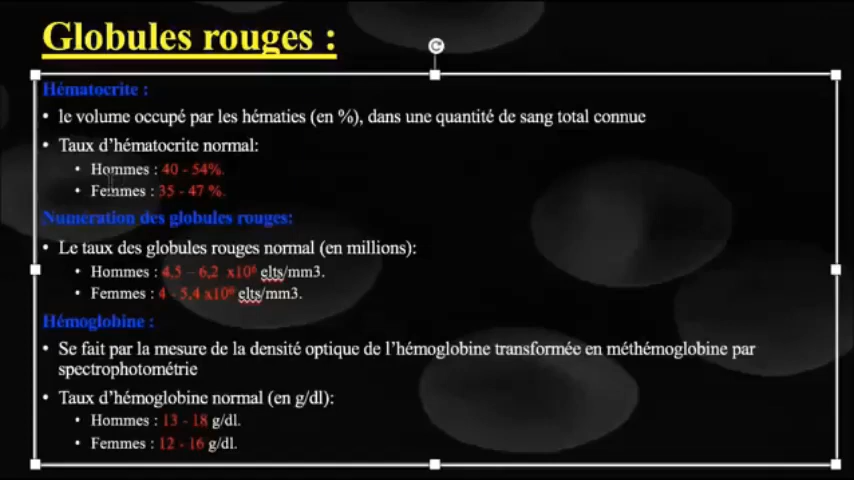 Globules rouges :
Hématocrite :
• le volume occupé par les hématies (en %), dans une quantité de sang total connue
• Taux d'hématocrite normal:
• Hommes : 40 - 54%.
• Femmes : 35 - 47 %.
Numération des globules rouges:
• Le taux des globules rouges normal (en millions):
• Hommes : 4,5 – 6,2 x10⁶ elts/mm3.
• Femmes : 4 - 5,4 x10⁶ elts/mm3.
Hémoglobine :
• Se fait par la mesure de la densité optique de l'hémoglobine transformée en méthémoglobine par
spectrophotométrie
• Taux d'hémoglobine normal (en g/dl):
• Hommes : 13 - 18 g/dl.
• Femmes : 12 - 16 g/dl.